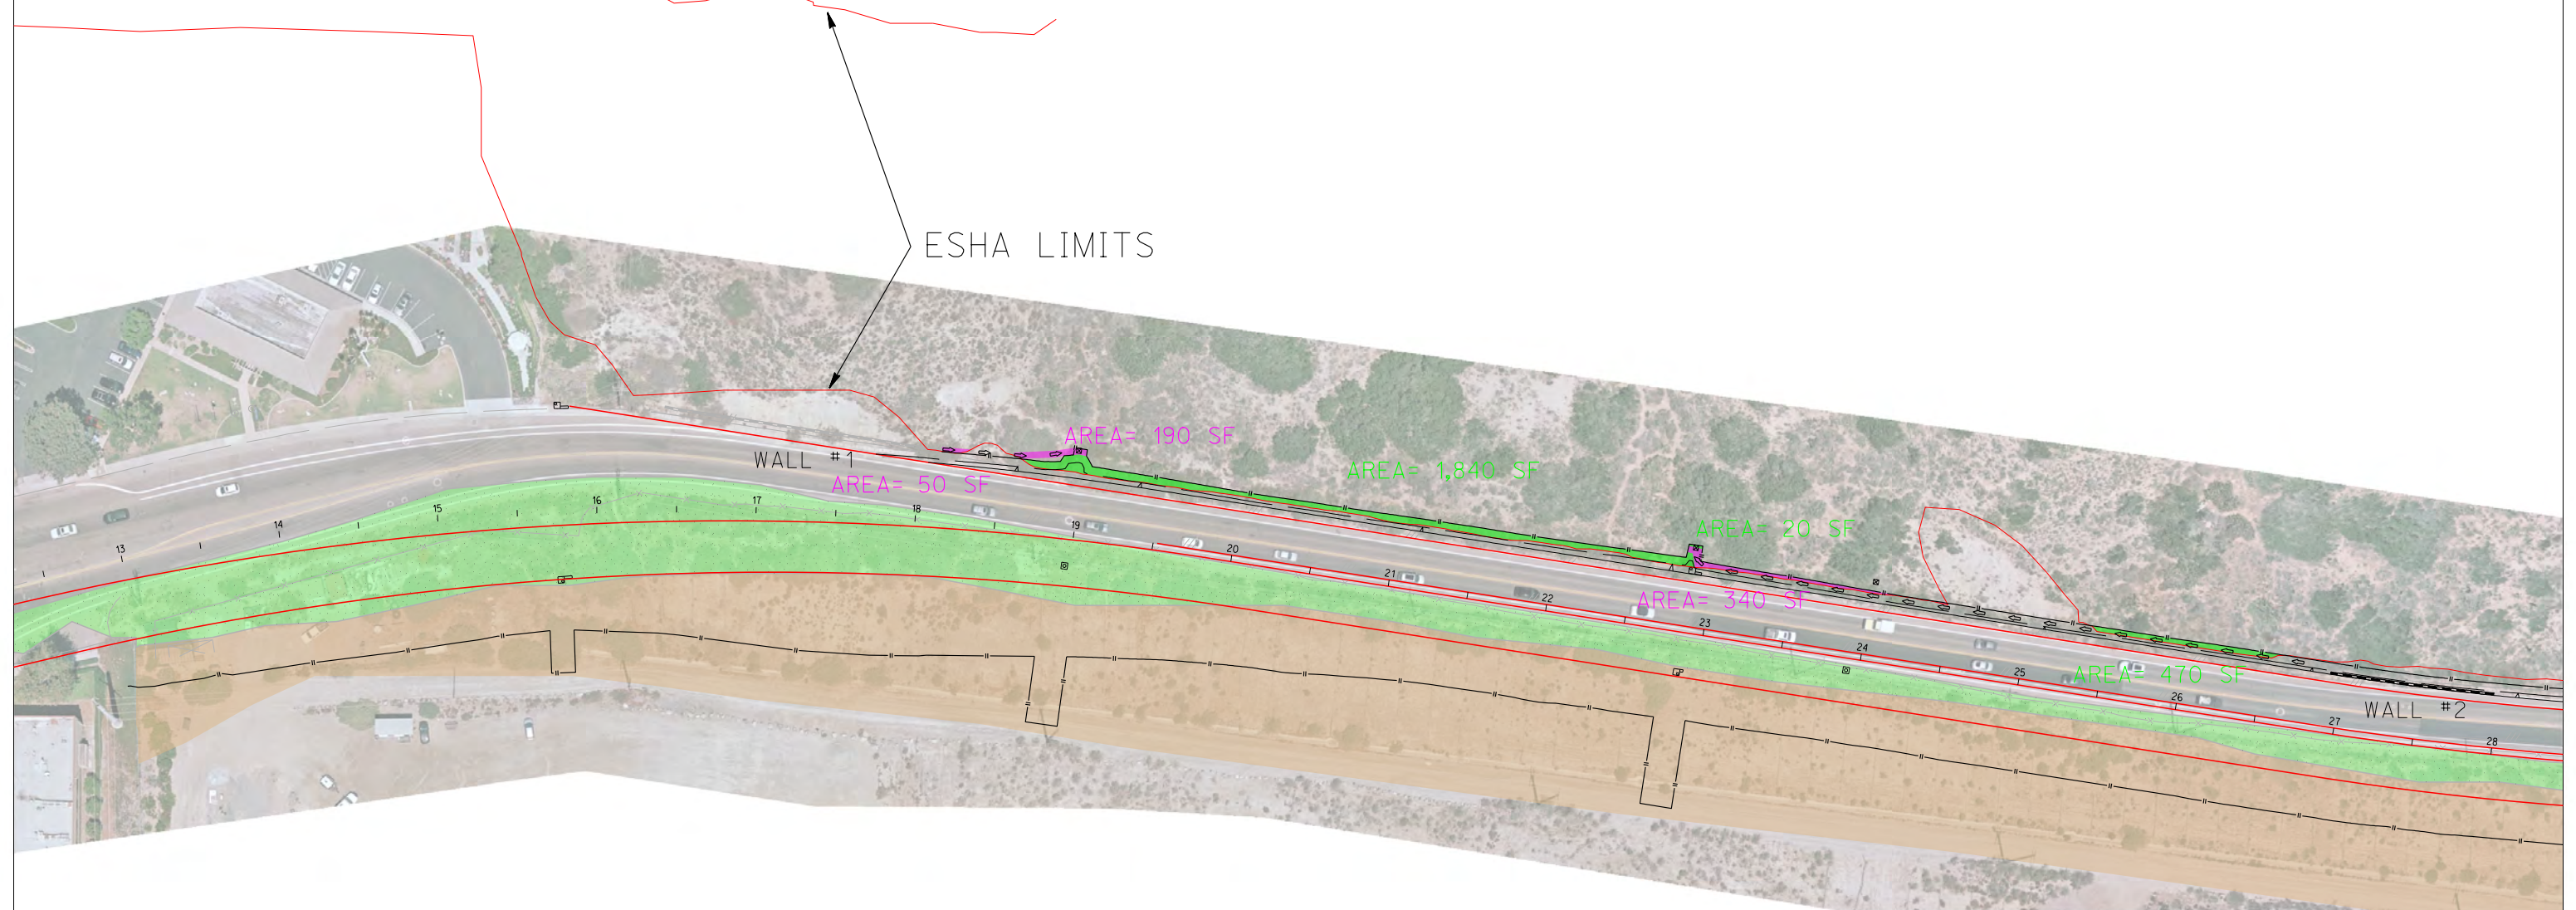 ESHA LIMITS
AREA= 190 SF
WALL #1
AREA= 1,840 SF
AREA= 50 SF
AREA= 20 SF
13
14
15
16
17
18
19
20
21
22
23
24
25
26
27
28
AREA= 340 SF
AREA= 470 SF
WALL #2